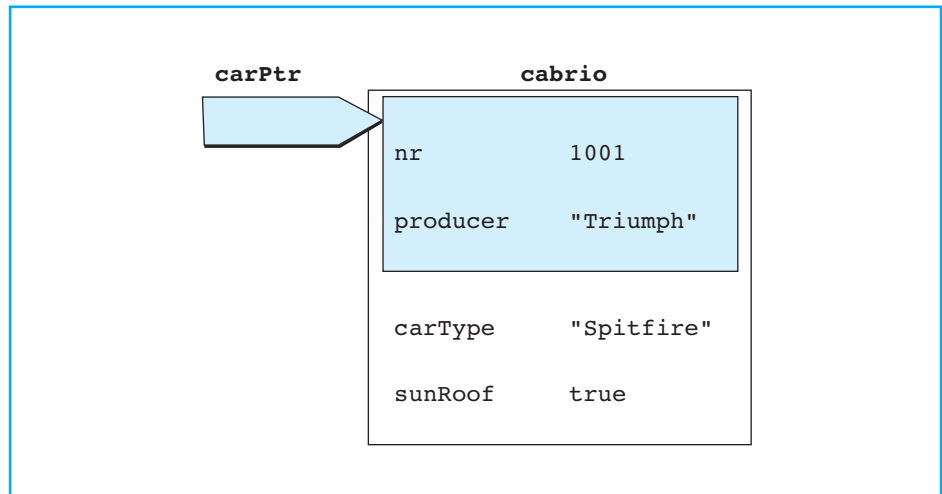 carPtr cabrio
nr 1001
producer "Triumph"
carType "Spitfire"
sunRoof true